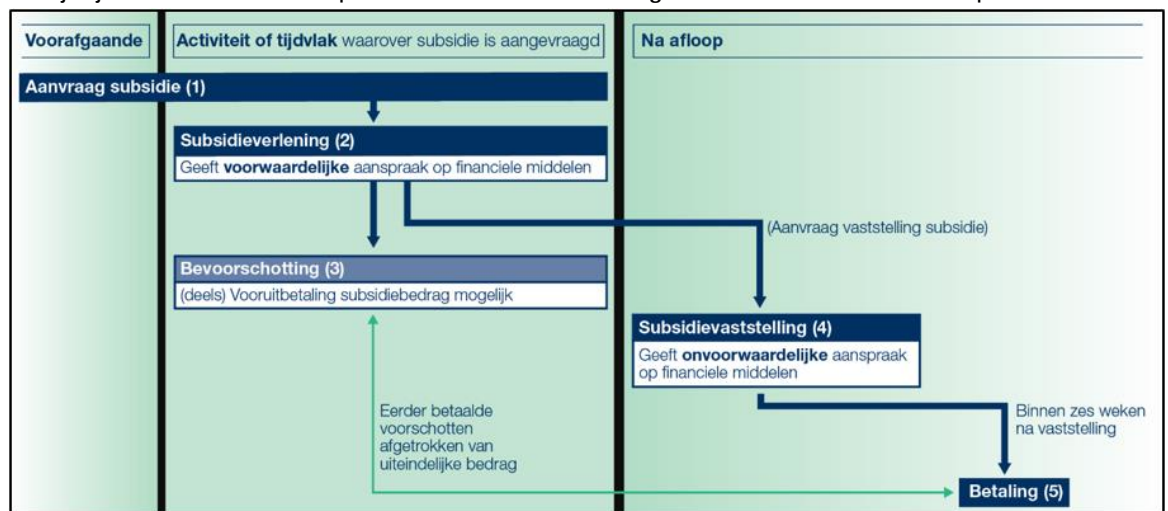 Voorafgaande
Activiteit of tijdvlak waarover subsidie is aangevraagd
Na afloop
Aanvraag subsidie (1)
Subsidieverlening (2)
Geeft voorwaardelijke aanspraak op financiele middelen
(Aanvraag vaststelling subsidie)
Bevoorschotting (3)
(deels) Vooruitbetaling subsidiebedrag mogelijk
Subsidievaststelling (4)
Geeft onvoorwaardelijke aanspraak
op financiele middelen
Eerder betaalde
voorschotten
afgetrokken van
uiteindelijke bedrag
Binnen zes weken
na vaststelling
Betaling (5)